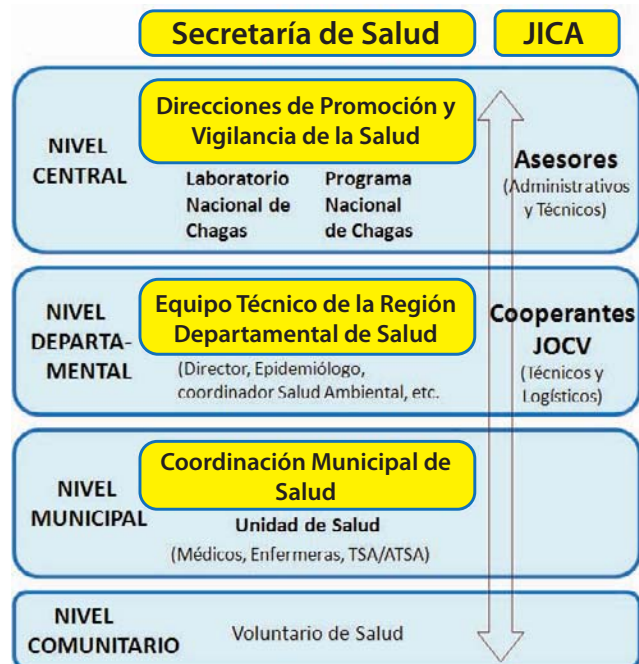 Secretaría de Salud
JICA
NIVEL
CENTRAL
Direcciones de Promoción y
Vigilancia de la Salud
Laboratorio
Nacional de
Chagas
Programa
Nacional
de Chagas
Asesores
(Administrativos
y Técnicos)
NIVEL
DEPARTA-
MENTAL
Equipo Técnico de la Región
Departamental de Salud
(Director, Epidemiólogo,
coordinador Salud Ambiental, etc.
Cooperantes
JOCV
(Técnicos y
Logísticos)
NIVEL
MUNICIPAL
Coordinación Municipal de
Salud
Unidad de Salud
(Médicos, Enfermeras, TSA/ATSA)
NIVEL
COMUNITARIO
Voluntario de Salud